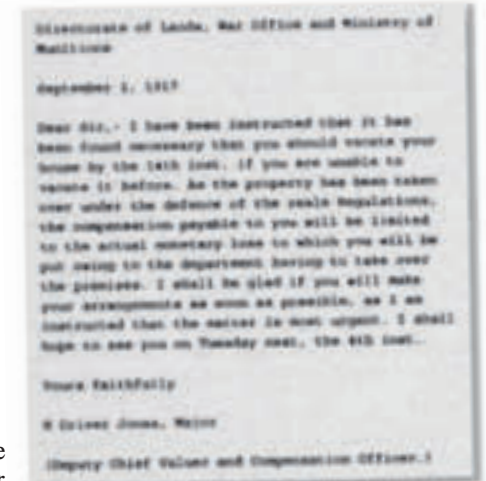 Directorate of Lands, War Office and Ministry of
Munitions
September 1, 1917
Dear Sir,- I have been instructed that it has
been found necessary that you should vacate your
house by the 14th inst. if you are unable to
vacate it before. As the property has been taken
over under the defence of the realm Regulations,
the compensation payable to you will be limited
to the actual monetary loss to which you will be
put owing to the department having to take over
the premises. I shall be glad if you will make
your arrangements as soon as possible, as I am
instructed that the matter is most urgent. I shall
hope to see you on Tuesday next, the 4th inst.
Yours faithfully
Driver Jonas, Major
(Deputy Chief Valuer and Compensation Officer.)